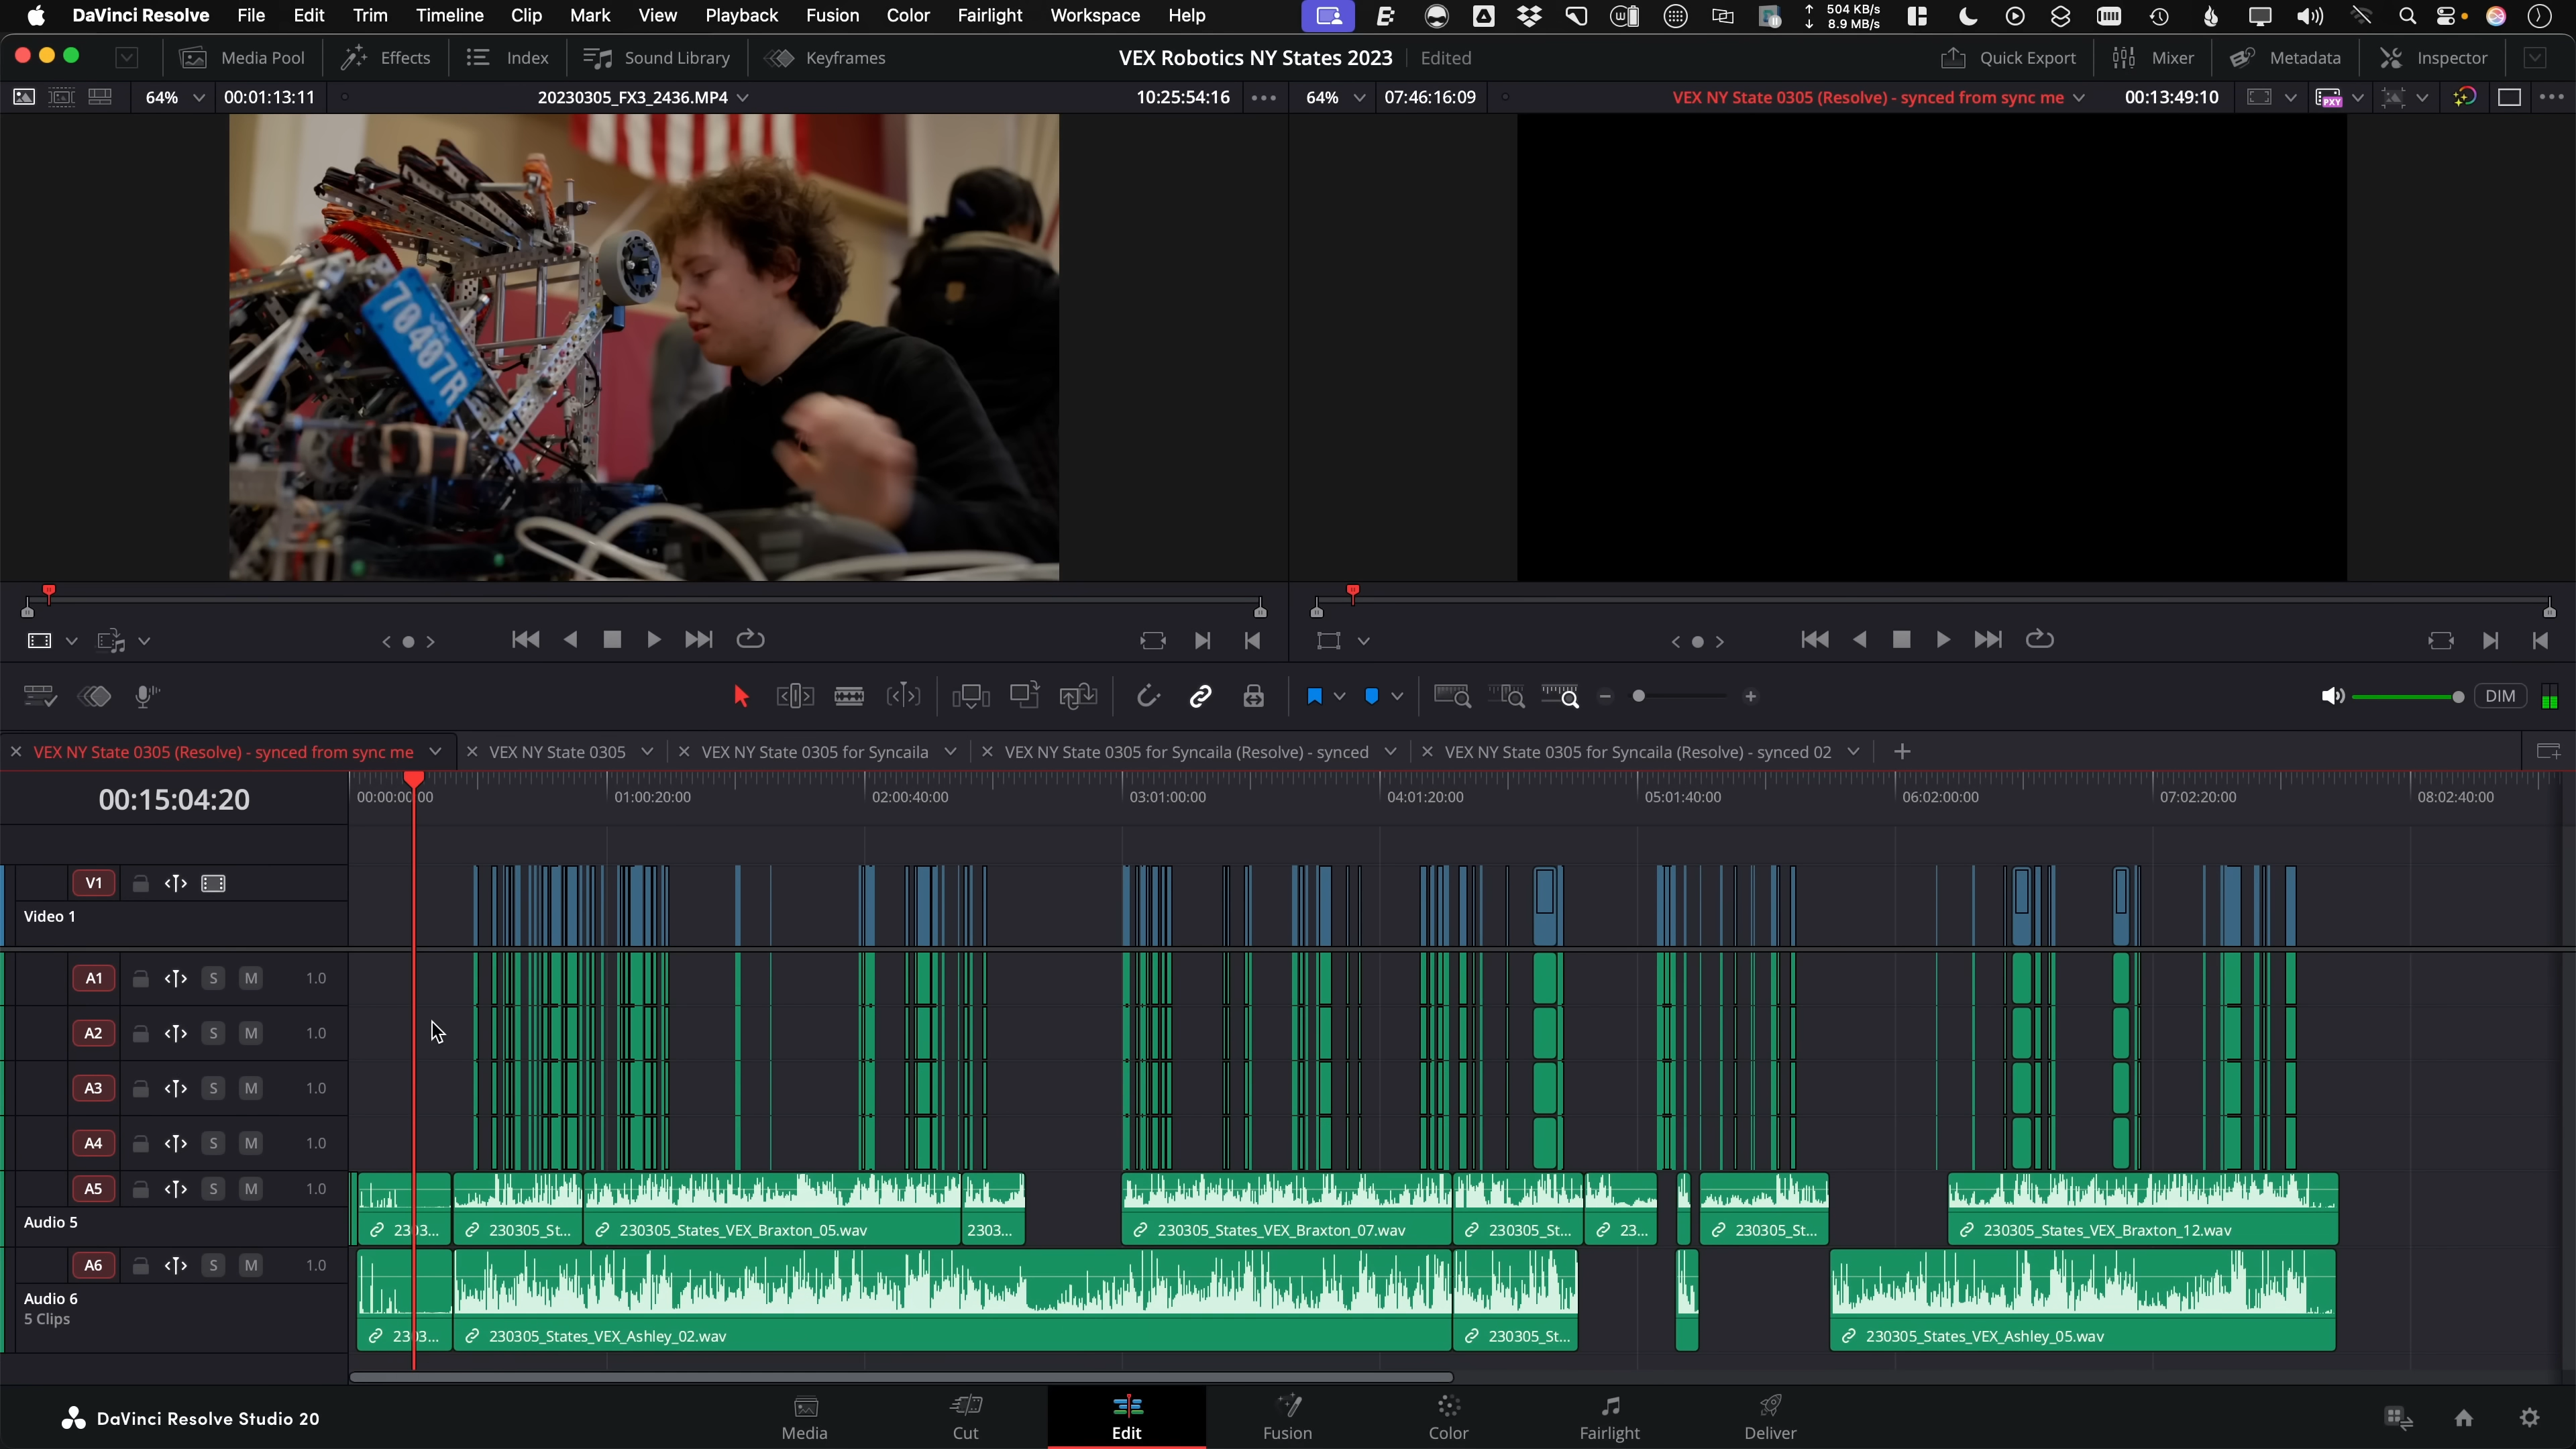 DaVinci Resolve File Edit Trim Timeline Clip Mark View Playback Fusion Color Fairlight Workspace Help 504 KB/s 8.9 MB/s
Media Pool Effects Index Sound Library Keyframes VEX Robotics NY States 2023 Edited Quick Export Mixer Metadata Inspector
64% 00:01:13:11 20230305_FX3_2436.MP4 10:25:54:16 64% 07:46:16:09 VEX NY State 0305 (Resolve) - synced from sync me 00:13:49:10 PXY
78487R
DIM
VEX NY State 0305 (Resolve) - synced from sync me VEX NY State 0305 VEX NY State 0305 for Syncaila VEX NY State 0305 for Syncaila (Resolve) - synced VEX NY State 0305 for Syncaila (Resolve) - synced 02
00:15:04:20 00:00:00:00 01:00:20:00 02:00:40:00 03:01:00:00 04:01:20:00 05:01:40:00 06:02:00:00 07:02:20:00 08:02:40:00
V1
Video 1
A1 S M 1.0
A2 S M 1.0
A3 S M 1.0
A4 S M 1.0
A5 S M 1.0
Audio 5 2303... 230305_St... 230305_States_VEX_Braxton_05.wav 2303... 230305_States_VEX_Braxton_07.wav 230305_St... 23... 230305_St... 230305_States_VEX_Braxton_12.wav
A6 S M 1.0
Audio 6
5 Clips
2303... 230305_States_VEX_Ashley_02.wav 230305_St... 230305_States_VEX_Ashley_05.wav
DaVinci Resolve Studio 20 Media Cut Edit Fusion Color Fairlight Deliver